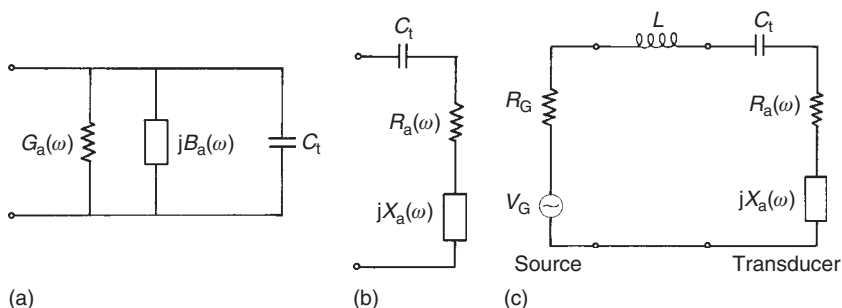 Gₐ(ω)
jBₐ(ω)
Cₜ
(a)
Cₜ
Rₐ(ω)
jXₐ(ω)
(b)
L
Cₜ
R_G
Rₐ(ω)
V_G
~
jXₐ(ω)
Source
Transducer
(c)